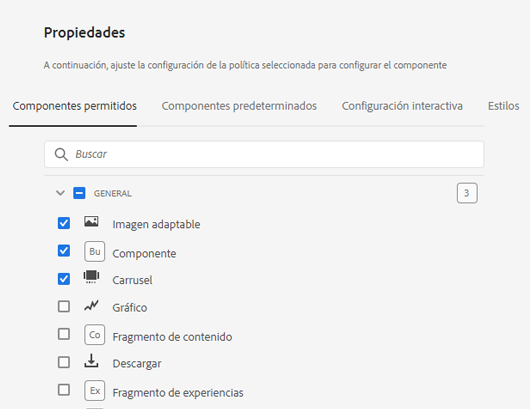 Propiedades
A continuación, ajuste la configuración de la política seleccionada para configurar el componente
Componentes permitidos Componentes predeterminados Configuración interactiva Estilos
Buscar
GENERAL 3
Imagen adaptable
Bu Componente
Carrusel
Gráfico
Co Fragmento de contenido
Descargar
Ex Fragmento de experiencias